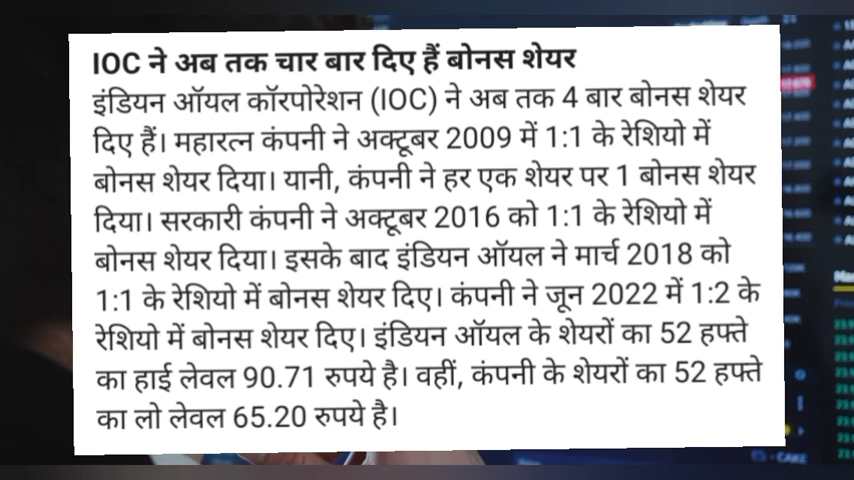 IOC ने अब तक चार बार दिए हैं बोनस शेयर
इंडियन ऑयल कॉरपोरेशन (IOC) ने अब तक 4 बार बोनस शेयर
दिए हैं। महारत्न कंपनी ने अक्टूबर 2009 में 1:1 के रेशियो में
बोनस शेयर दिया। यानी, कंपनी ने हर एक शेयर पर 1 बोनस शेयर
दिया। सरकारी कंपनी ने अक्टूबर 2016 को 1:1 के रेशियो में
बोनस शेयर दिया। इसके बाद इंडियन ऑयल ने मार्च 2018 को
1:1 के रेशियो में बोनस शेयर दिए। कंपनी ने जून 2022 में 1:2 के
रेशियो में बोनस शेयर दिए। इंडियन ऑयल के शेयरों का 52 हफ्ते
का हाई लेवल 90.71 रुपये है। वहीं, कंपनी के शेयरों का 52 हफ्ते
का लो लेवल 65.20 रुपये है।